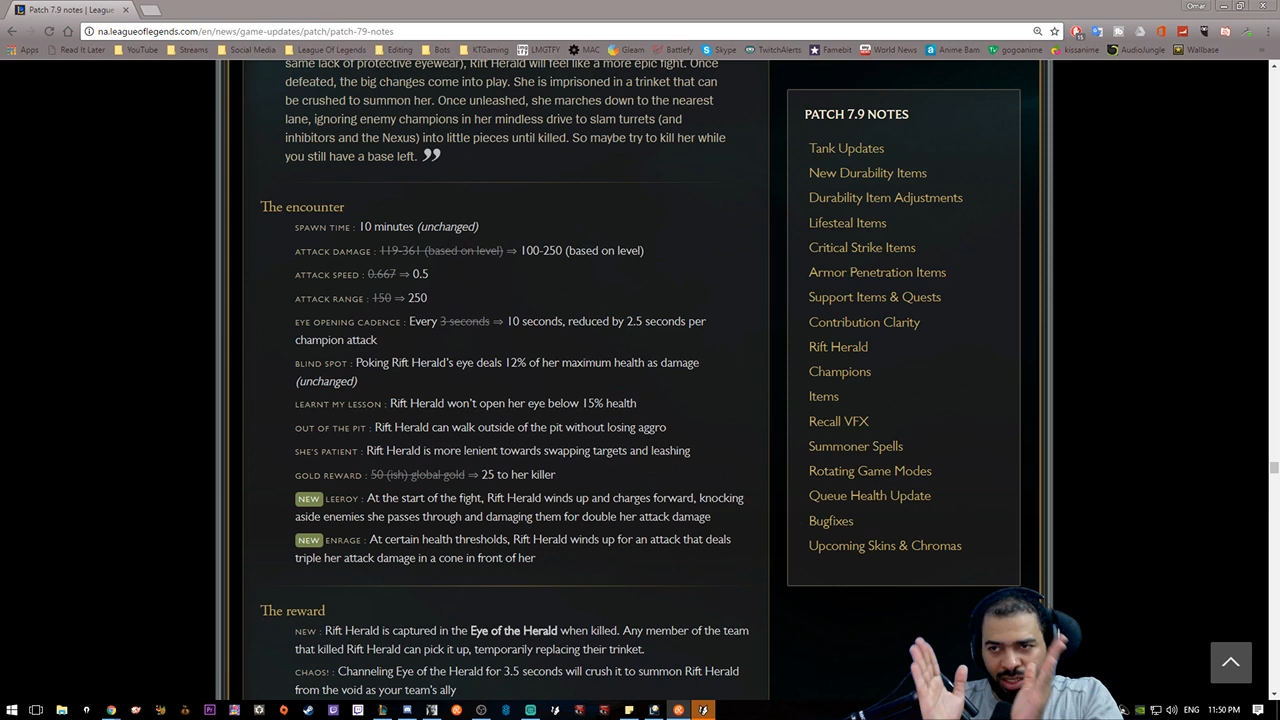 Patch 7.9 notes | League
Omar
na.leagueoflegends.com/en/news/game-updates/patch/patch-79-notes
Apps Read It Later YouTube Streams Social Media League Of Legends Editing Bots KTGaming LMGTFY MAC Gleam Battlefy Skype TwitchAlerts Famebit World News Anime Bam gogoanime kissanime AudioJungle Wallbase
same lack of protective eyewear), Rift Herald will feel like a more epic fight. Once
defeated, the big changes come into play. She is imprisoned in a trinket that can
be crushed to summon her. Once unleashed, she marches down to the nearest
lane, ignoring enemy champions in her mindless drive to slam turrets (and
inhibitors and the Nexus) into little pieces until killed. So maybe try to kill her while
you still have a base left. ”
The encounter
SPAWN TIME : 10 minutes (unchanged)
ATTACK DAMAGE : 119-361 (based on level) ⇒ 100-250 (based on level)
ATTACK SPEED : 0.667 ⇒ 0.5
ATTACK RANGE : 150 ⇒ 250
EYE OPENING CADENCE : Every 3 seconds ⇒ 10 seconds, reduced by 2.5 seconds per
champion attack
BLIND SPOT : Poking Rift Herald's eye deals 12% of her maximum health as damage
(unchanged)
LEARNT MY LESSON : Rift Herald won't open her eye below 15% health
OUT OF THE PIT : Rift Herald can walk outside of the pit without losing aggro
SHE'S PATIENT : Rift Herald is more lenient towards swapping targets and leashing
GOLD REWARD : 50 (ish) global gold ⇒ 25 to her killer
NEW LEEROY : At the start of the fight, Rift Herald winds up and charges forward, knocking
aside enemies she passes through and damaging them for double her attack damage
NEW ENRAGE : At certain health thresholds, Rift Herald winds up for an attack that deals
triple her attack damage in a cone in front of her
The reward
NEW : Rift Herald is captured in the Eye of the Herald when killed. Any member of the team
that killed Rift Herald can pick it up, temporarily replacing their trinket.
CHAOS! : Channeling Eye of the Herald for 3.5 seconds will crush it to summon Rift Herald
from the void as your team's ally
PATCH 7.9 NOTES
Tank Updates
New Durability Items
Durability Item Adjustments
Lifesteal Items
Critical Strike Items
Armor Penetration Items
Support Items & Quests
Contribution Clarity
Rift Herald
Champions
Items
Recall VFX
Summoner Spells
Rotating Game Modes
Queue Health Update
Bugfixes
Upcoming Skins & Chromas
ENG 11:50 PM